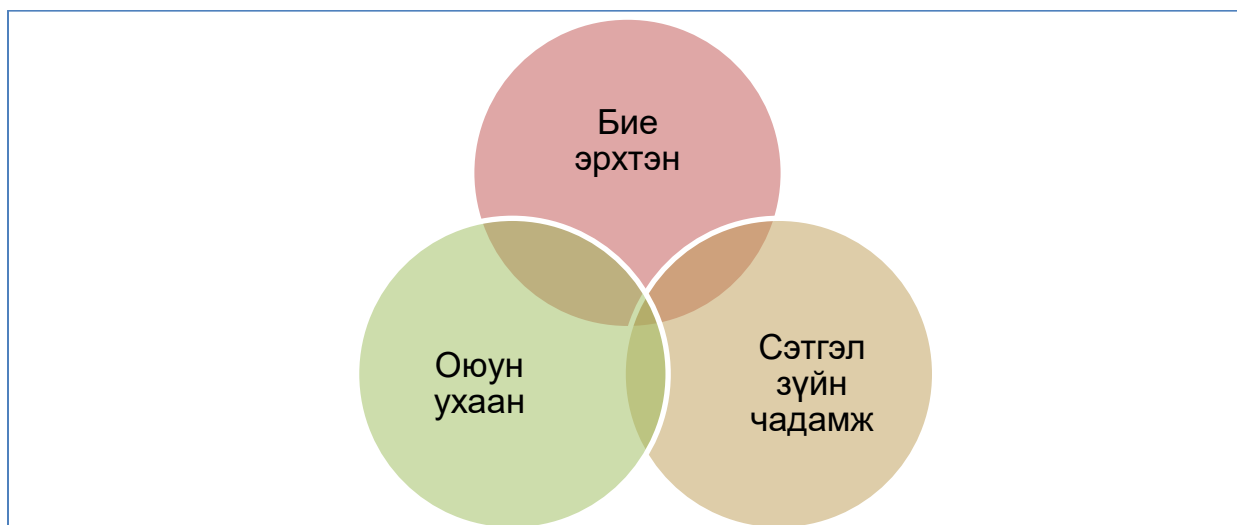 Бие
эрхтэн
Оюун
ухаан
Сэтгэл
зүйн
чадамж